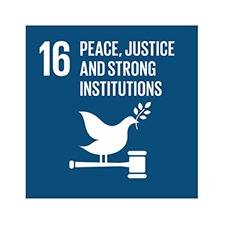 16 PEACE, JUSTICE
AND STRONG
INSTITUTIONS